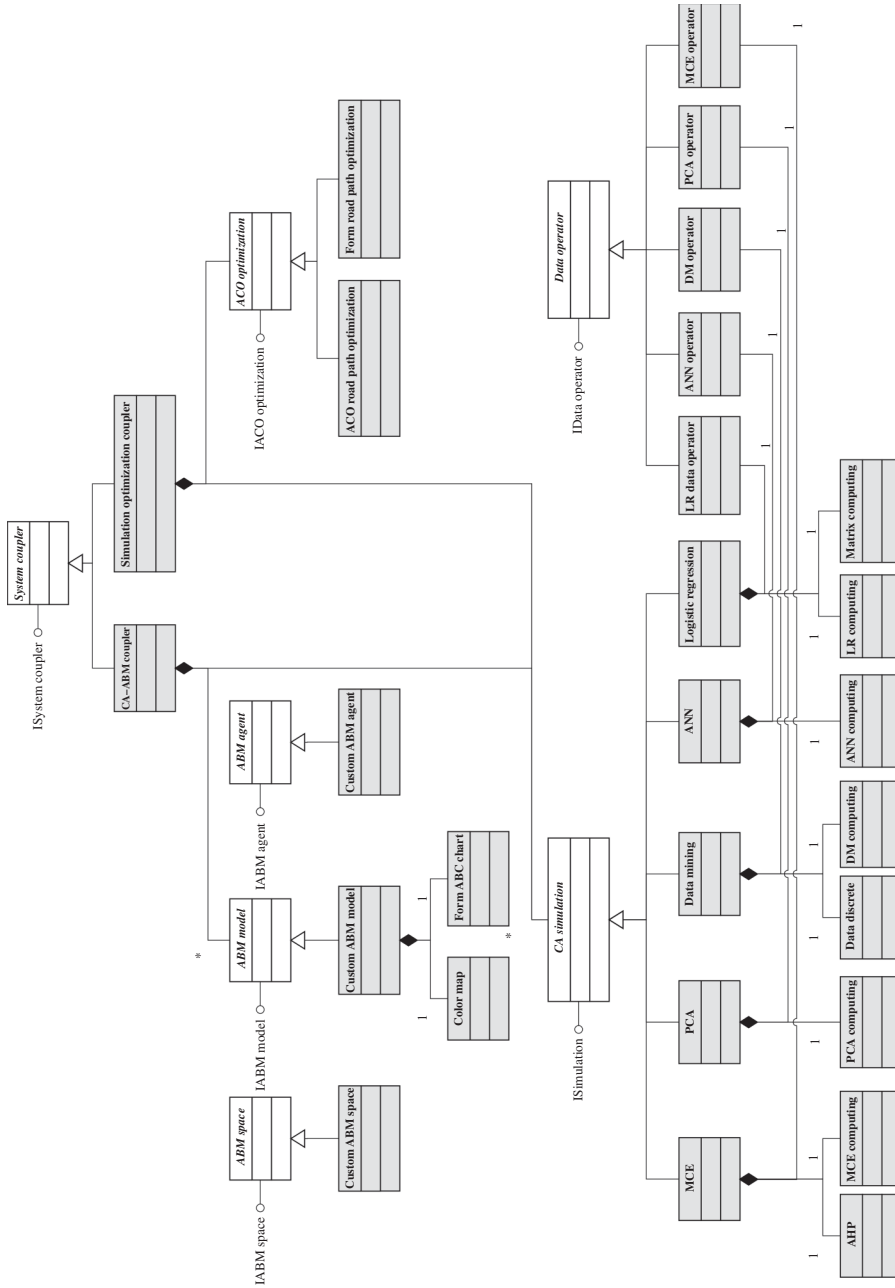 ISystem coupler
System coupler
CA–ABM coupler
Simulation optimization coupler
IABM space
ABM space
IABM model
ABM model
IABM agent
ABM agent
IACO optimization
ACO optimization
*
Custom ABM space
Custom ABM model
Custom ABM agent
ACO road path optimization
Form road path optimization
1
1
Color map
Form ABC chart
*
ISimulation
CA simulation
IData operator
Data operator
MCE
PCA
Data mining
ANN
Logistic regression
LR data operator
ANN operator
DM operator
PCA operator
MCE operator
1
1
1
1
1
1
1
1
1
1
1
1
1
1
AHP
MCE computing
PCA computing
Data discrete
DM computing
ANN computing
LR computing
Matrix computing